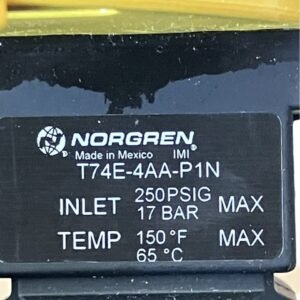 NORGREN®
Made in Mexico IMI®
T74E-4AA-P1N
INLET 250PSIG MAX
17 BAR
TEMP 150 °F MAX
65 °C